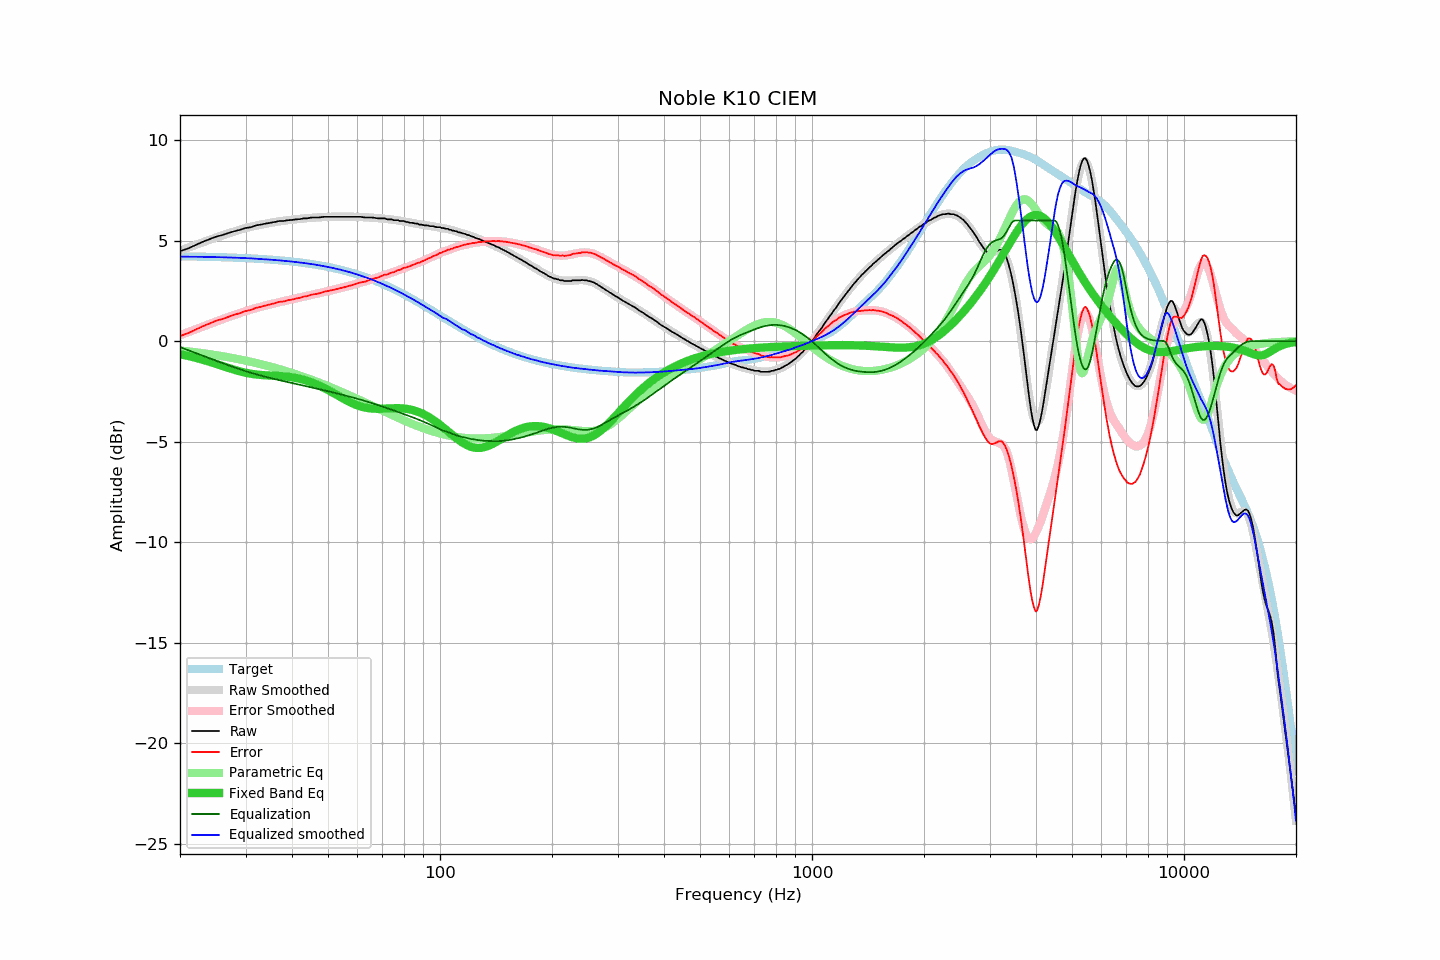 Noble K10 CIEM
10
5
0
−5
−10
−15
−20
−25
Amplitude (dBr)
Target
Raw Smoothed
Error Smoothed
Raw
Error
Parametric Eq
Fixed Band Eq
Equalization
Equalized smoothed
100 1000 10000
Frequency (Hz)